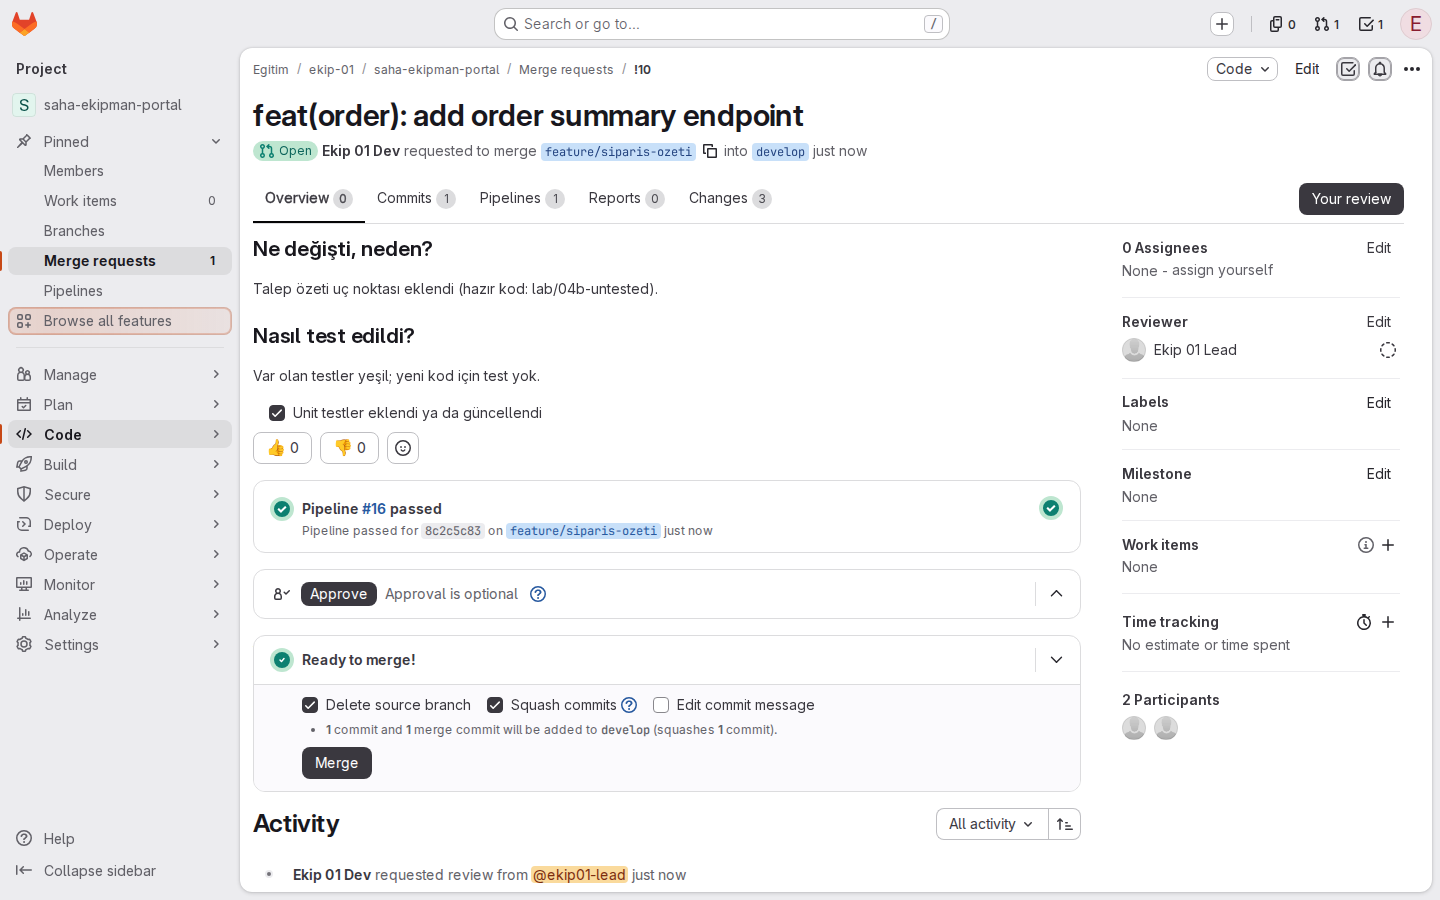 Search or go to...
/
0
1
1
E
Project
S
saha-ekipman-portal
Pinned
Members
Work items 0
Branches
Merge requests 1
Pipelines
Browse all features
Manage
Plan
Code
Build
Secure
Deploy
Operate
Monitor
Analyze
Settings
Help
Collapse sidebar
Egitim / ekip-01 / saha-ekipman-portal / Merge requests / !10
Code
Edit
feat(order): add order summary endpoint
Open Ekip 01 Dev requested to merge feature/siparis-ozeti into develop just now
Overview 0
Commits 1
Pipelines 1
Reports 0
Changes 3
Your review
Ne değişti, neden?
Talep özeti uç noktası eklendi (hazır kod: lab/04b-untested).
Nasıl test edildi?
Var olan testler yeşil; yeni kod için test yok.
Unit testler eklendi ya da güncellendi
👍 0
👎 0
Pipeline #16 passed
Pipeline passed for 8c2c5c83 on feature/siparis-ozeti just now
Approve Approval is optional
Ready to merge!
Delete source branch
Squash commits
Edit commit message
1 commit and 1 merge commit will be added to develop (squashes 1 commit).
Merge
Activity
All activity
Ekip 01 Dev requested review from @ekip01-lead just now
0 Assignees Edit
None - assign yourself
Reviewer Edit
Ekip 01 Lead
Labels Edit
None
Milestone Edit
None
Work items
None
Time tracking
No estimate or time spent
2 Participants